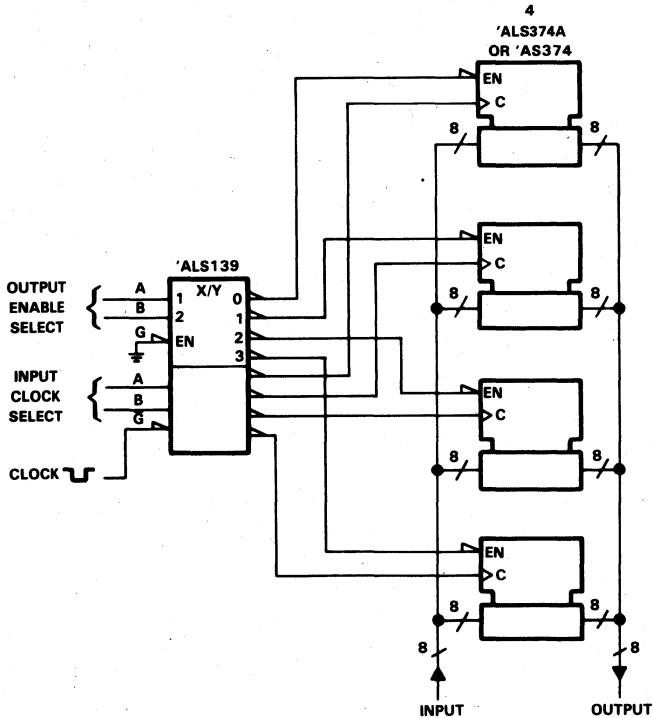 4
'ALS374A
OR 'AS374
EN
C
8
8
'ALS139
X/Y
OUTPUT
ENABLE
SELECT
A
B
G
1
2
EN
0
1
2
3
INPUT
CLOCK
SELECT
A
B
G
CLOCK
EN
C
8
8
EN
C
8
8
EN
C
8
8
8
8
INPUT
OUTPUT